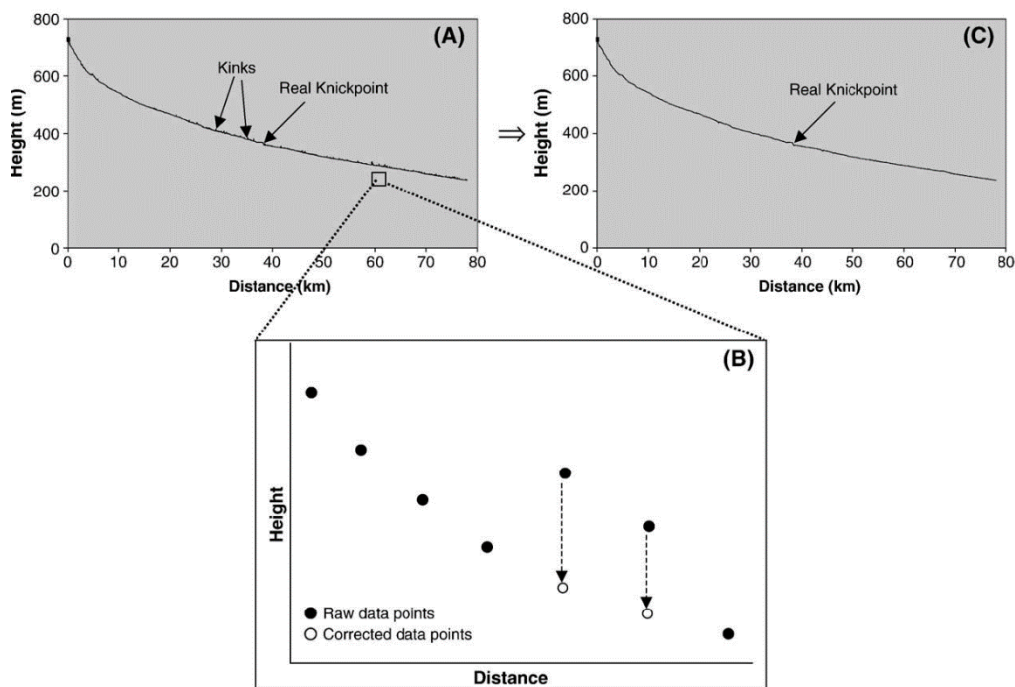 800
(A)
Kinks
600
Real Knickpoint
Height (m)
400
200
0
0 10 20 30 40 50 60 70 80
Distance (km)
⇒
800
(C)
600
Real Knickpoint
Height (m)
400
200
0
0 10 20 30 40 50 60 70 80
Distance (km)
(B)
Height
Raw data points
Corrected data points
Distance